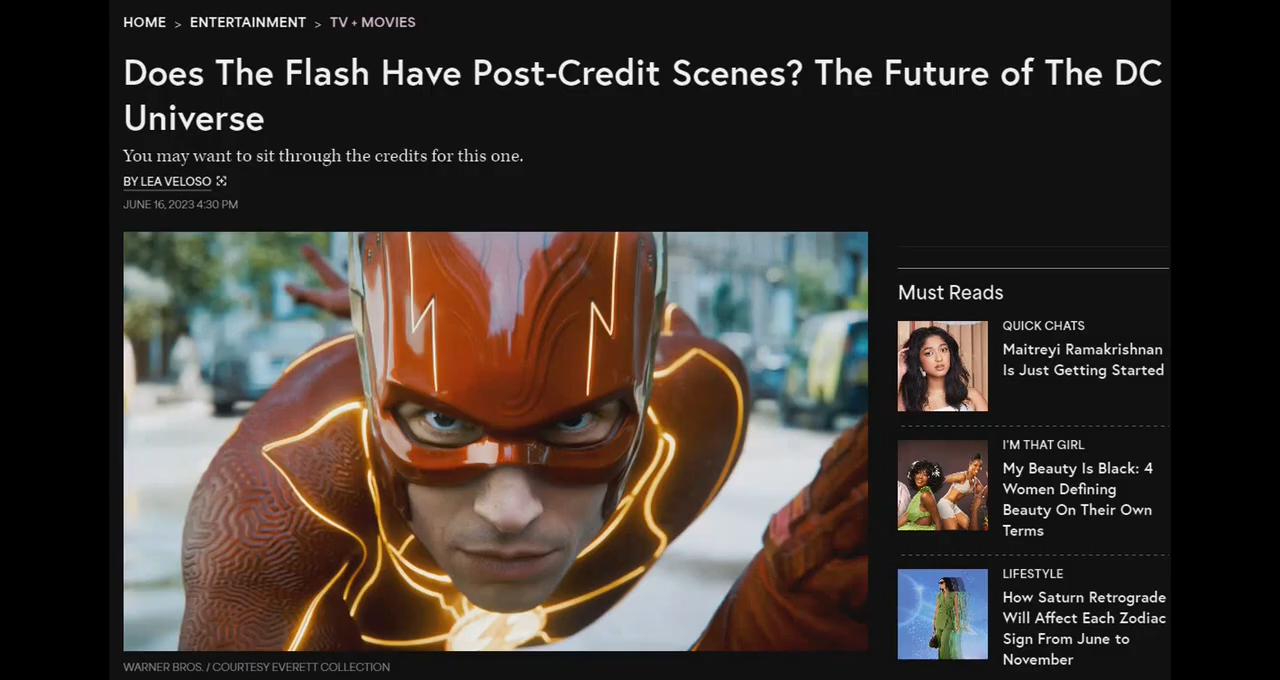 HOME > ENTERTAINMENT > TV + MOVIES
Does The Flash Have Post-Credit Scenes? The Future of The DC
Universe
You may want to sit through the credits for this one.
BY LEA VELOSO
JUNE 16, 2023 4:30 PM
WARNER BROS. / COURTESY EVERETT COLLECTION
Must Reads
QUICK CHATS
Maitreyi Ramakrishnan
Is Just Getting Started
I'M THAT GIRL
My Beauty Is Black: 4
Women Defining
Beauty On Their Own
Terms
LIFESTYLE
How Saturn Retrograde
Will Affect Each Zodiac
Sign From June to
November